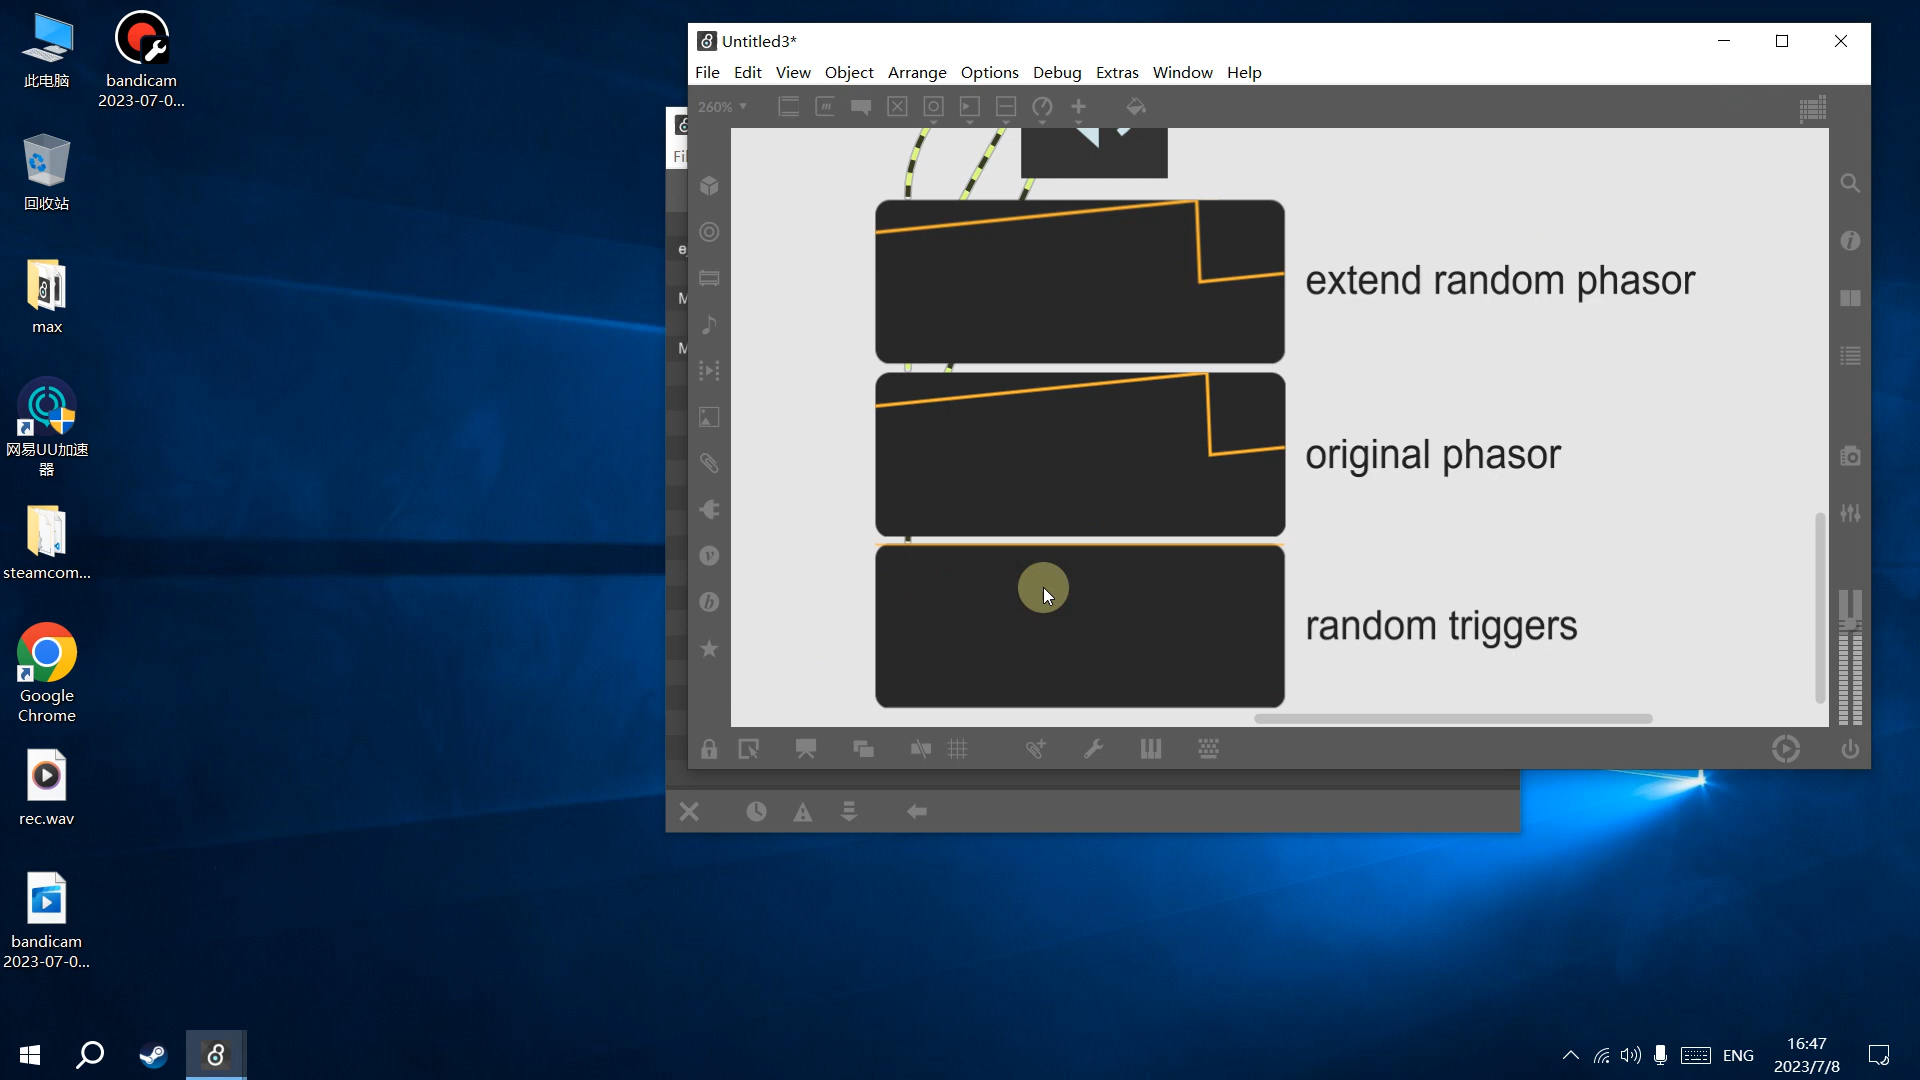 此电脑
bandicam
2023-07-0...
回收站
max
网易UU加速
器
steamcom...
Google
Chrome
rec.wav
bandicam
2023-07-0...
Untitled3*
File Edit View Object Arrange Options Debug Extras Window Help
260%
extend random phasor
original phasor
random triggers
ENG
16:47
2023/7/8